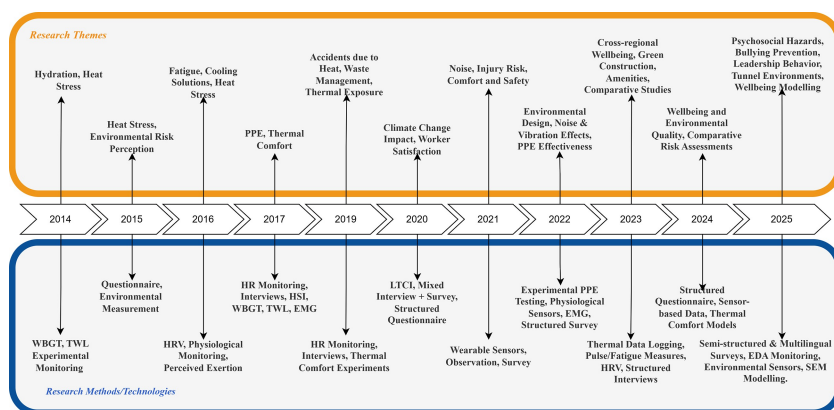 Research Themes
Hydration, Heat
Stress
Heat Stress,
Environmental Risk
Perception
Fatigue, Cooling
Solutions, Heat
Stress
PPE, Thermal
Comfort
Accidents due to
Heat, Waste
Management,
Thermal Exposure
Climate Change
Impact, Worker
Satisfaction
Noise, Injury Risk,
Comfort and Safety
Environmental
Design, Noise &
Vibration Effects,
PPE Effectiveness
Cross-regional
Wellbeing, Green
Construction,
Amenities,
Comparative Studies
Wellbeing and
Environmental
Quality, Comparative
Risk Assessments
Psychosocial Hazards,
Bullying Prevention,
Leadership Behavior,
Tunnel Environments,
Wellbeing Modelling
2014
2015
2016
2017
2019
2020
2021
2022
2023
2024
2025
WBGT, TWL
Experimental
Monitoring
Questionnaire,
Environmental
Measurement
HRV, Physiological
Monitoring,
Perceived Exertion
HR Monitoring,
Interviews, HSI,
WBGT, TWL, EMG
HR Monitoring,
Interviews, Thermal
Comfort Experiments
LTCI, Mixed
Interview + Survey,
Structured
Questionnaire
Wearable Sensors,
Observation, Survey
Experimental PPE
Testing, Physiological
Sensors, EMG,
Structured Survey
Thermal Data Logging,
Pulse/Fatigue Measures,
HRV, Structured
Interviews
Structured
Questionnaire, Sensor-
based Data, Thermal
Comfort Models
Semi-structured & Multilingual
Surveys, EDA Monitoring,
Environmental Sensors, SEM
Modelling.
Research Methods/Technologies